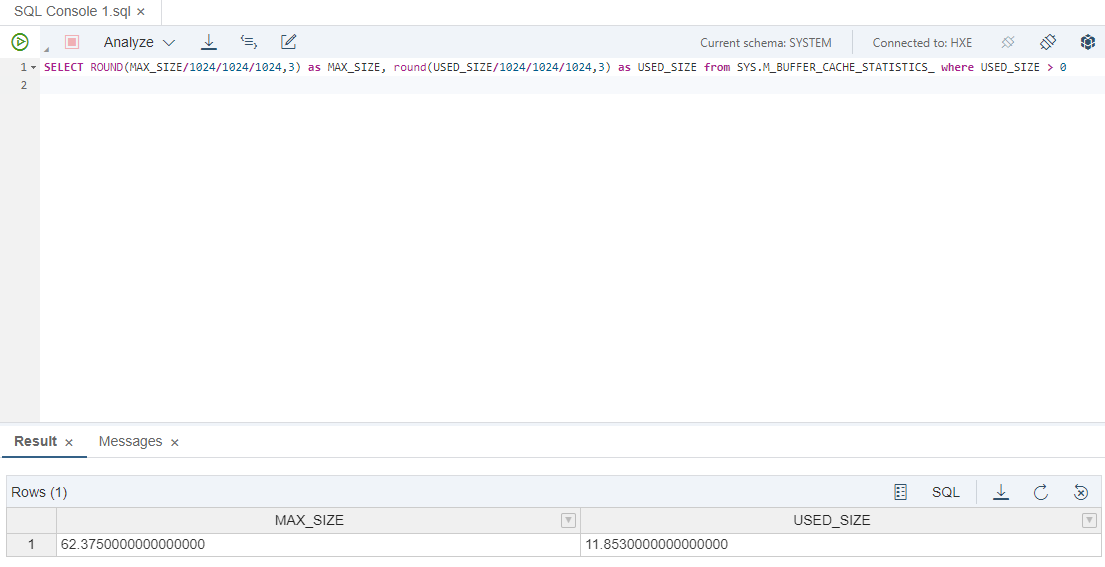 SQL Console 1.sql ×
Analyze
Current schema: SYSTEM
Connected to: HXE
1 SELECT ROUND(MAX_SIZE/1024/1024/1024,3) as MAX_SIZE, round(USED_SIZE/1024/1024/1024,3) as USED_SIZE from SYS.M_BUFFER_CACHE_STATISTICS_ where USED_SIZE > 0
2
Result × Messages ×
Rows (1) SQL
MAX_SIZE USED_SIZE
1 62.3750000000000000 11.8530000000000000